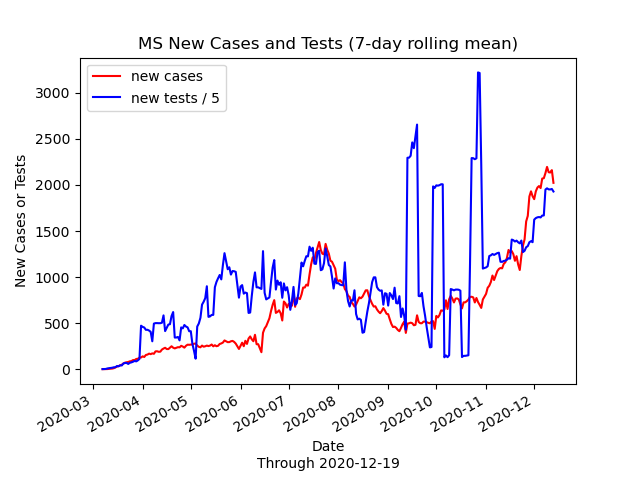 MS New Cases and Tests (7-day rolling mean)
new cases
new tests / 5
New Cases or Tests
3000
2500
2000
1500
1000
500
0
2020-03
2020-04
2020-05
2020-06
2020-07
2020-08
2020-09
2020-10
2020-11
2020-12
Date
Through 2020-12-19